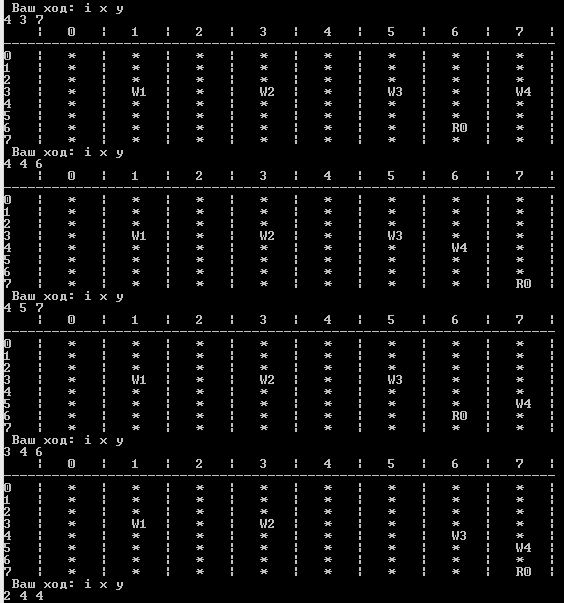 Ваш ход: i x y
4 3 7
¦ 0 ¦ 1 ¦ 2 ¦ 3 ¦ 4 ¦ 5 ¦ 6 ¦ 7 ¦
0 ¦ * ¦ * ¦ * ¦ * ¦ * ¦ * ¦ * ¦ * ¦
1 ¦ * ¦ * ¦ * ¦ * ¦ * ¦ * ¦ * ¦ * ¦
2 ¦ * ¦ * ¦ * ¦ * ¦ * ¦ * ¦ * ¦ * ¦
3 ¦ * ¦ W1 ¦ * ¦ W2 ¦ * ¦ W3 ¦ * ¦ W4 ¦
4 ¦ * ¦ * ¦ * ¦ * ¦ * ¦ * ¦ * ¦ * ¦
5 ¦ * ¦ * ¦ * ¦ * ¦ * ¦ * ¦ * ¦ * ¦
6 ¦ * ¦ * ¦ * ¦ * ¦ * ¦ * ¦ R0 ¦ * ¦
7 ¦ * ¦ * ¦ * ¦ * ¦ * ¦ * ¦ * ¦ * ¦
Ваш ход: i x y
4 4 6
¦ 0 ¦ 1 ¦ 2 ¦ 3 ¦ 4 ¦ 5 ¦ 6 ¦ 7 ¦
0 ¦ * ¦ * ¦ * ¦ * ¦ * ¦ * ¦ * ¦ * ¦
1 ¦ * ¦ * ¦ * ¦ * ¦ * ¦ * ¦ * ¦ * ¦
2 ¦ * ¦ * ¦ * ¦ * ¦ * ¦ * ¦ * ¦ * ¦
3 ¦ * ¦ W1 ¦ * ¦ W2 ¦ * ¦ W3 ¦ * ¦ * ¦
4 ¦ * ¦ * ¦ * ¦ * ¦ * ¦ * ¦ W4 ¦ * ¦
5 ¦ * ¦ * ¦ * ¦ * ¦ * ¦ * ¦ * ¦ * ¦
6 ¦ * ¦ * ¦ * ¦ * ¦ * ¦ * ¦ * ¦ * ¦
7 ¦ * ¦ * ¦ * ¦ * ¦ * ¦ * ¦ * ¦ R0 ¦
Ваш ход: i x y
4 5 7
¦ 0 ¦ 1 ¦ 2 ¦ 3 ¦ 4 ¦ 5 ¦ 6 ¦ 7 ¦
0 ¦ * ¦ * ¦ * ¦ * ¦ * ¦ * ¦ * ¦ * ¦
1 ¦ * ¦ * ¦ * ¦ * ¦ * ¦ * ¦ * ¦ * ¦
2 ¦ * ¦ * ¦ * ¦ * ¦ * ¦ * ¦ * ¦ * ¦
3 ¦ * ¦ W1 ¦ * ¦ W2 ¦ * ¦ W3 ¦ * ¦ * ¦
4 ¦ * ¦ * ¦ * ¦ * ¦ * ¦ * ¦ * ¦ * ¦
5 ¦ * ¦ * ¦ * ¦ * ¦ * ¦ * ¦ * ¦ W4 ¦
6 ¦ * ¦ * ¦ * ¦ * ¦ * ¦ * ¦ R0 ¦ * ¦
7 ¦ * ¦ * ¦ * ¦ * ¦ * ¦ * ¦ * ¦ * ¦
Ваш ход: i x y
3 4 6
¦ 0 ¦ 1 ¦ 2 ¦ 3 ¦ 4 ¦ 5 ¦ 6 ¦ 7 ¦
0 ¦ * ¦ * ¦ * ¦ * ¦ * ¦ * ¦ * ¦ * ¦
1 ¦ * ¦ * ¦ * ¦ * ¦ * ¦ * ¦ * ¦ * ¦
2 ¦ * ¦ * ¦ * ¦ * ¦ * ¦ * ¦ * ¦ * ¦
3 ¦ * ¦ W1 ¦ * ¦ W2 ¦ * ¦ * ¦ * ¦ * ¦
4 ¦ * ¦ * ¦ * ¦ * ¦ * ¦ * ¦ W3 ¦ * ¦
5 ¦ * ¦ * ¦ * ¦ * ¦ * ¦ * ¦ * ¦ W4 ¦
6 ¦ * ¦ * ¦ * ¦ * ¦ * ¦ * ¦ * ¦ * ¦
7 ¦ * ¦ * ¦ * ¦ * ¦ * ¦ * ¦ * ¦ R0 ¦
Ваш ход: i x y
2 4 4